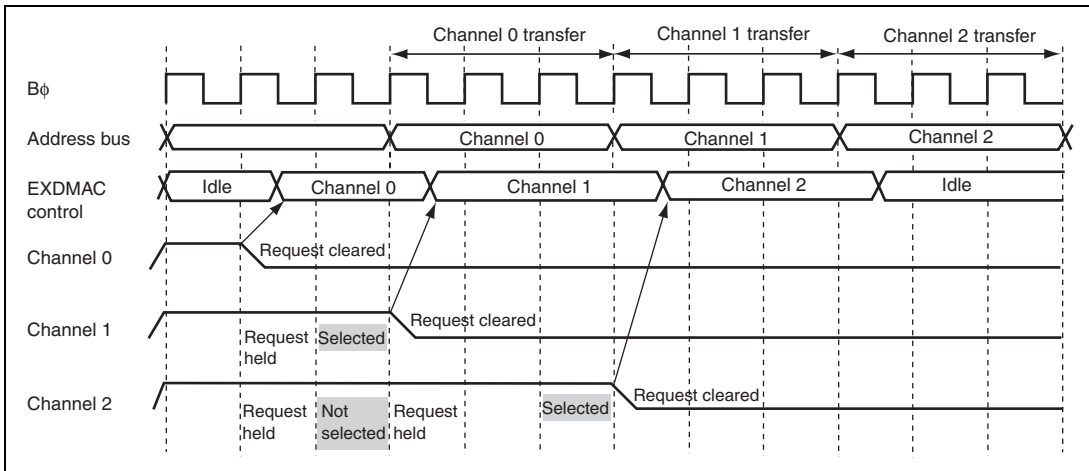 Channel 0 transfer Channel 1 transfer Channel 2 transfer
Bφ
Address bus Channel 0 Channel 1 Channel 2
EXDMAC control Idle Channel 0 Channel 1 Channel 2 Idle
Channel 0 Request cleared
Channel 1 Request cleared
Request held Selected
Channel 2 Request cleared
Request held Not selected Request held Selected